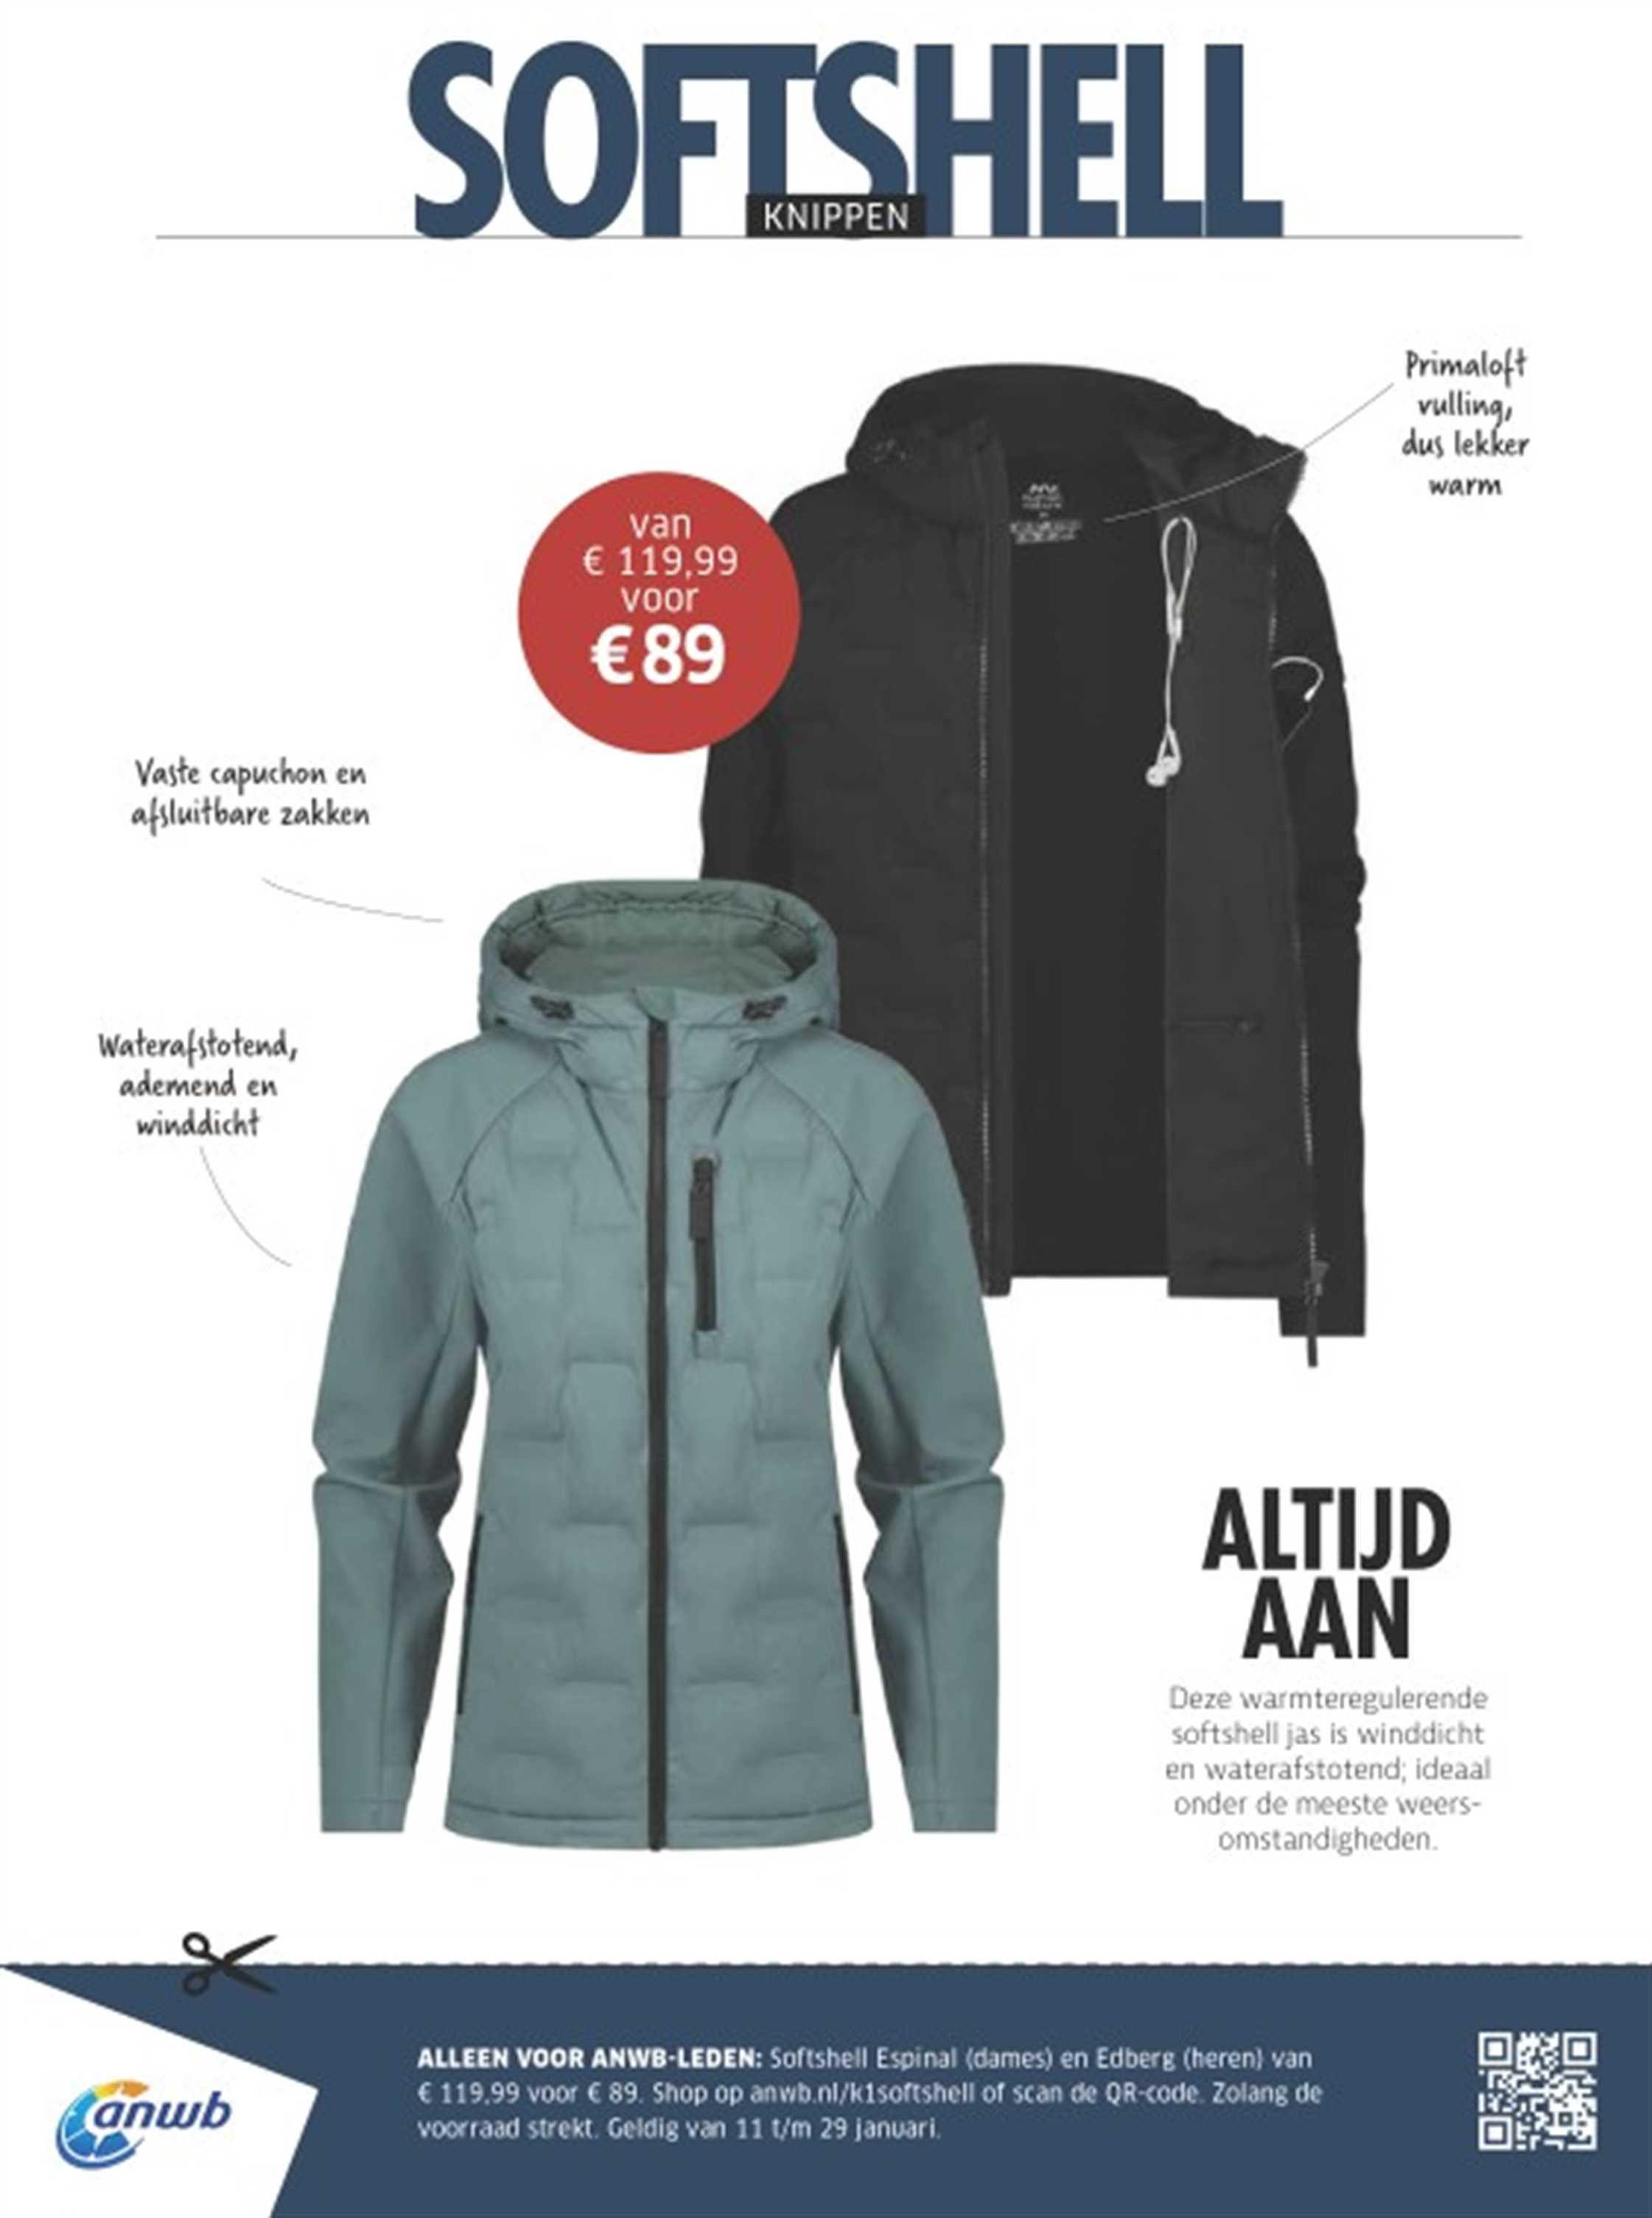 SOFTSHELL
KNIPPEN
Primaloft
vulling,
dus lekker
warm
van
€ 119,99
voor
€89
Vaste capuchon en
afsluitbare zakken
Waterafstotend,
ademend en
winddicht
ALTIJD
AAN
Deze warmteregulerende
softshell jas is winddicht
en waterafstotend; ideaal
onder de meeste weers-
omstandigheden.
ALLEEN VOOR ANWB-LEDEN: Softshell Espinal (dames) en Edberg (heren) van
€ 119,99 voor € 89. Shop op anwb.nl/k1softshell of scan de QR-code. Zolang de
voorraad strekt. Geldig van 11 t/m 29 januari.
anwb